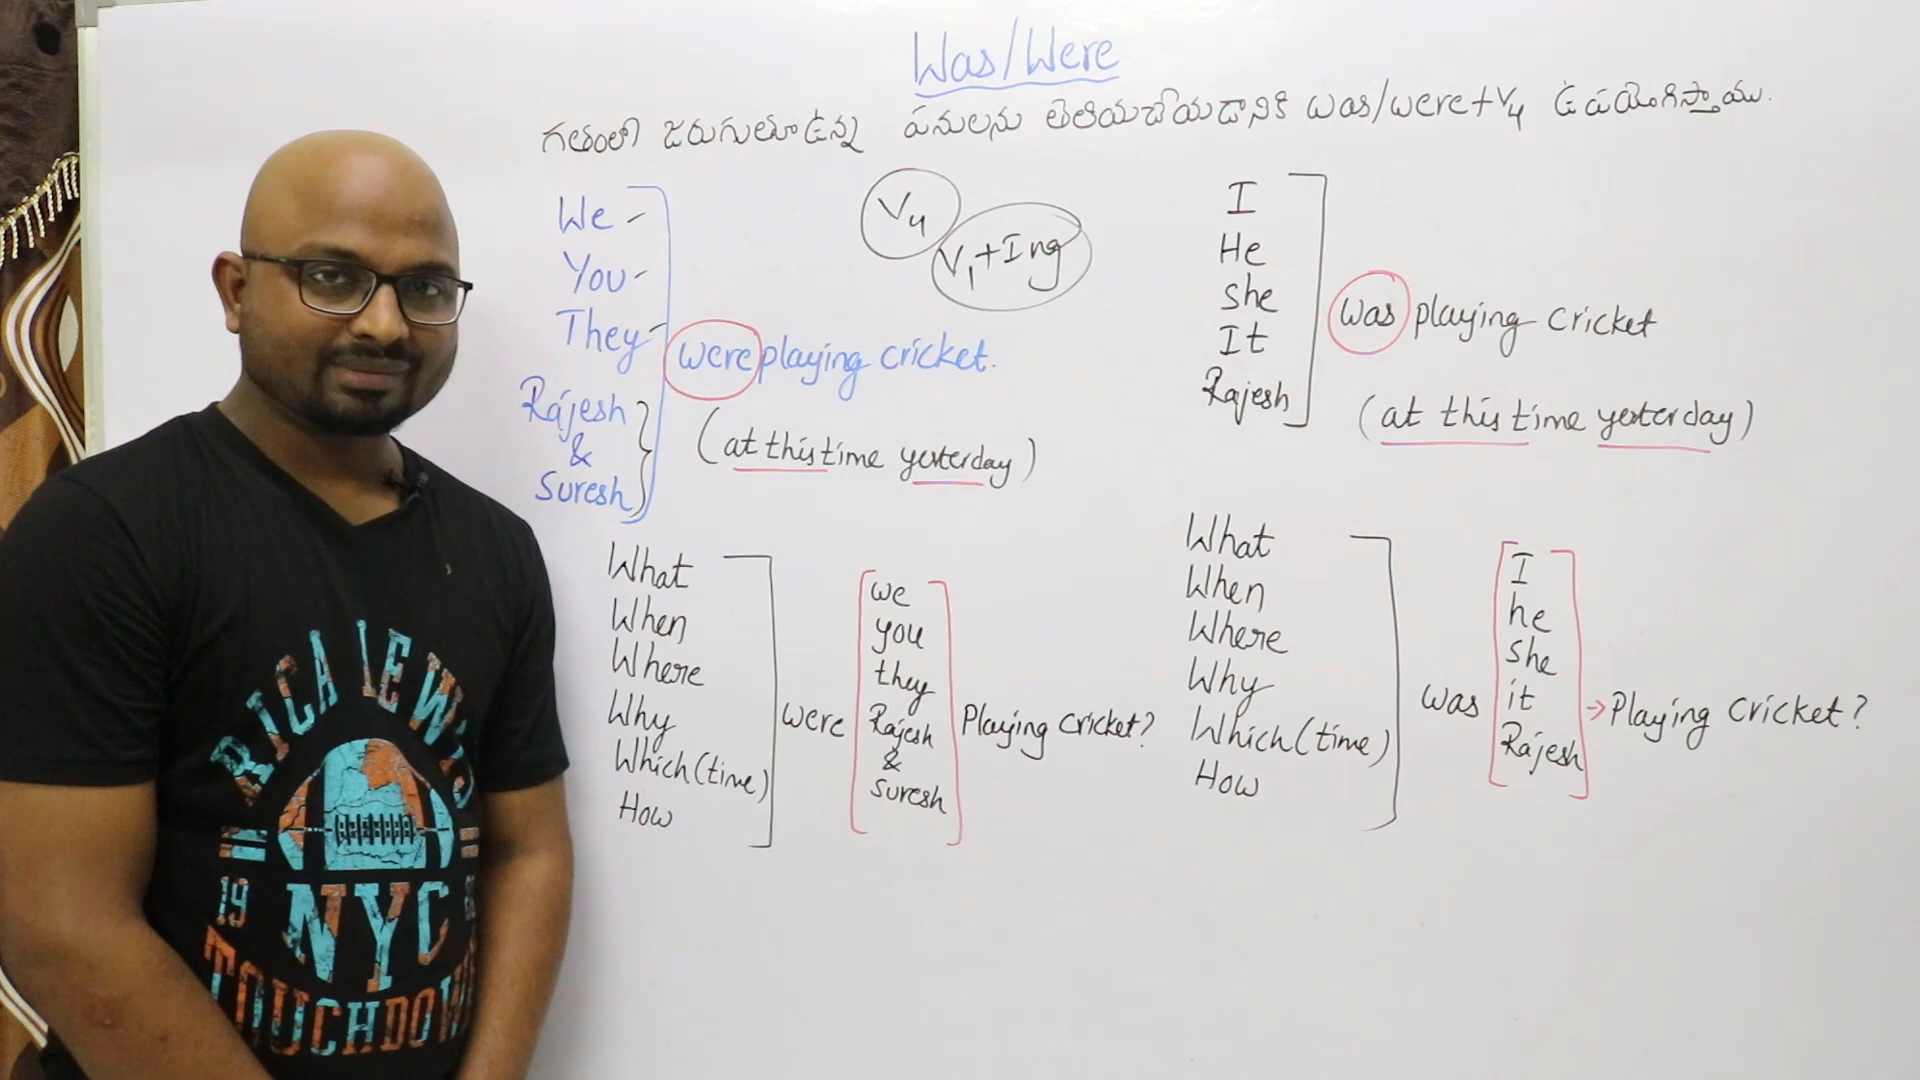 Was/Were
గతంలో జరుగుతూ ఉన్న పనులను తెలియచేయడానికి was/were+V4 ఉపయోగిస్తాము.
We
You
They
Rajesh
&
Suresh
were playing cricket.
(at this time yesterday)
V4
V1+Ing
I
He
She
It
Rajesh
was playing cricket
(at this time yesterday)
What
When
Where
Why
Which(time)
How
were
we
you
they
Rajesh
&
Suresh
Playing cricket?
What
When
Where
Why
Which(time)
How
was
I
he
she
it
Rajesh
Playing cricket?
19
NYC